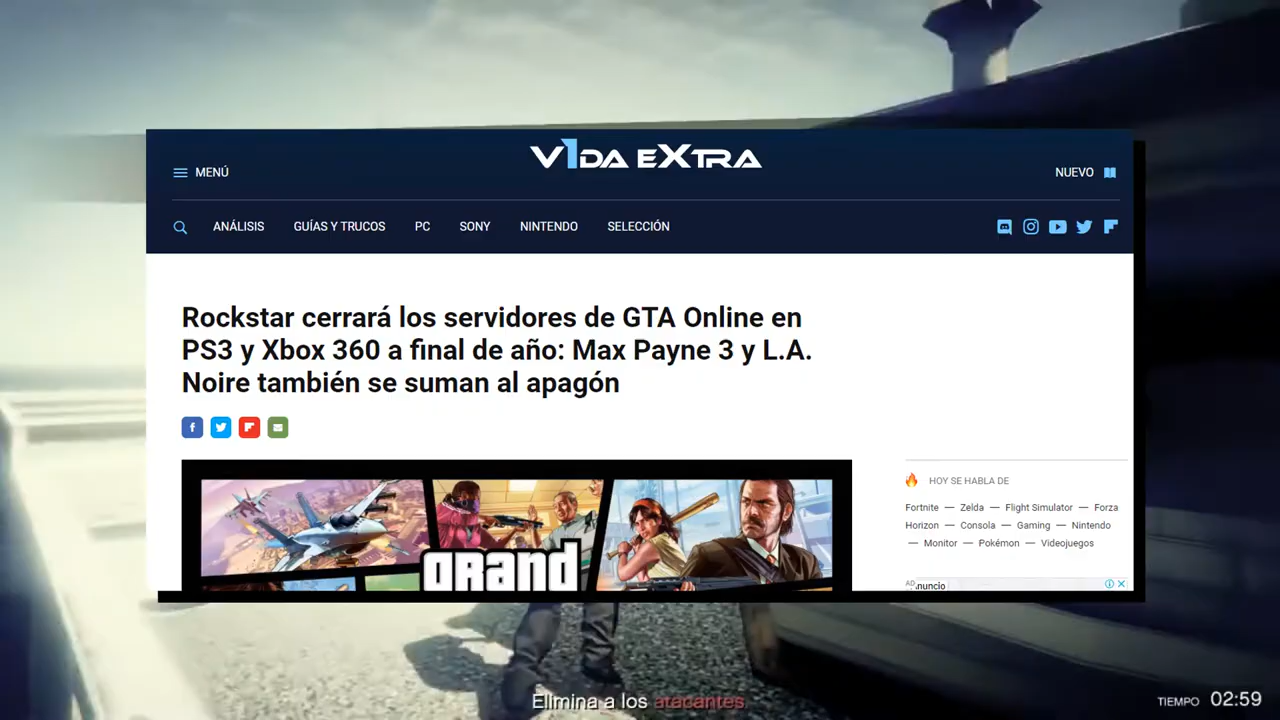 V1DA EXTRA
MENÚ
NUEVO
ANÁLISIS GUÍAS Y TRUCOS PC SONY NINTENDO SELECCIÓN
Rockstar cerrará los servidores de GTA Online en
PS3 y Xbox 360 a final de año: Max Payne 3 y L.A.
Noire también se suman al apagón
HOY SE HABLA DE
Fortnite — Zelda — Flight Simulator — Forza
Horizon — Consola — Gaming — Nintendo
— Monitor — Pokémon — Videojuegos
AD
Anuncio
GRAND
Elimina a los atacantes.
TIEMPO 02:59